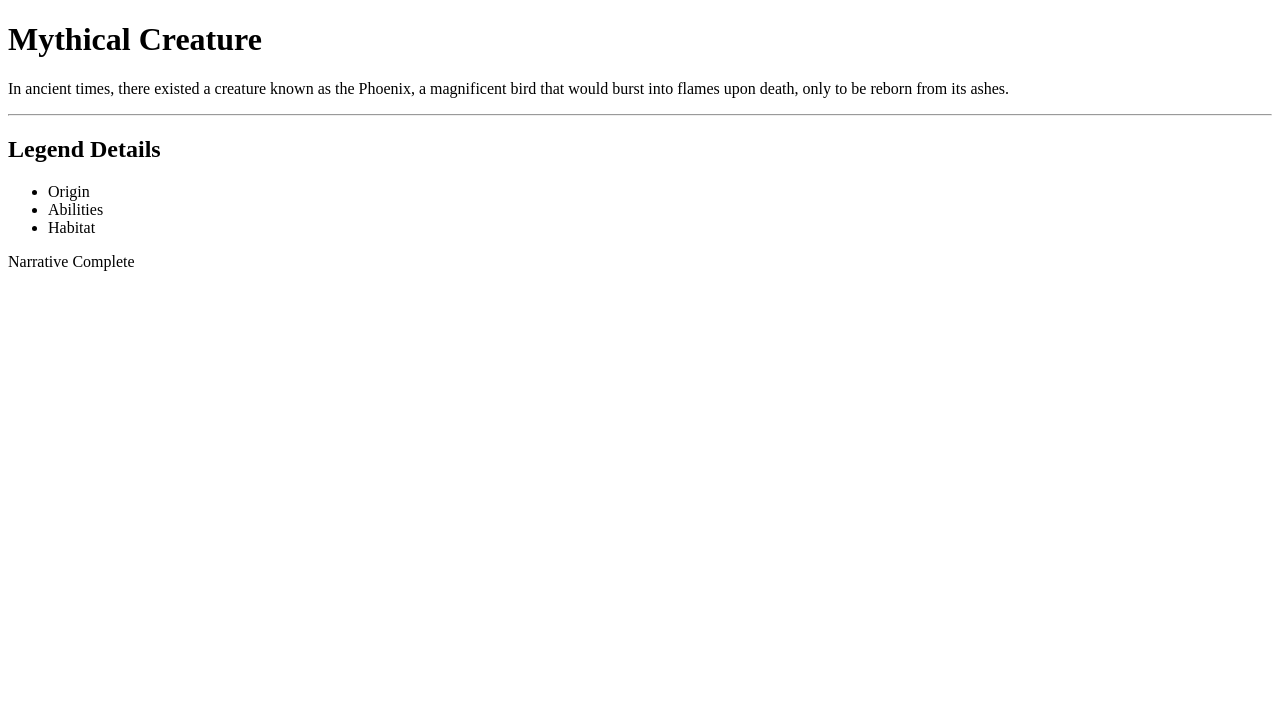 Mythical Creature
In ancient times, there existed a creature known as the Phoenix, a magnificent bird that would burst into flames upon death, only to be reborn from its ashes.
Legend Details
Origin
Abilities
Habitat
Narrative Complete